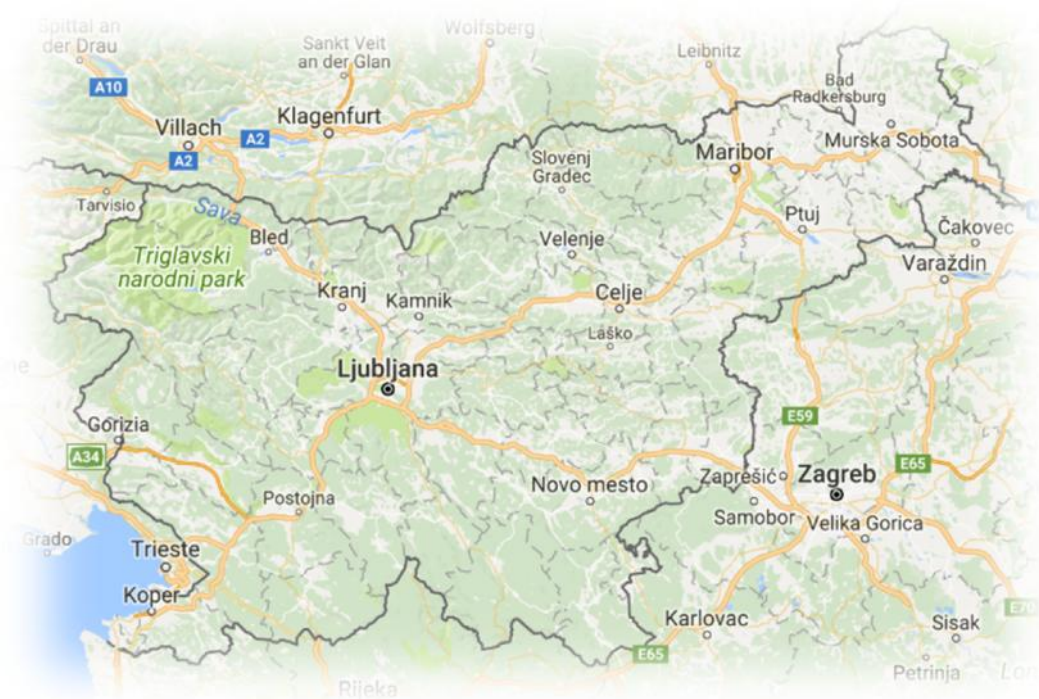 Spittal an
der Drau
Wolfsberg
Sankt Veit
an der Glan
Leibnitz
A10
Bad
Radkersburg
Klagenfurt
Villach
A2
A2
Murska Sobota
Maribor
Slovenj
Gradec
Tarvisio
Sava
Ptuj
Bled
Velenje
Čakovec
Triglavski
narodni park
Varaždin
Kranj
Kamnik
Celje
Laško
Ljubljana
E59
Gorizia
A34
E65
Zaprešić
Zagreb
Novo mesto
Postojna
Samobor
Velika Gorica
Grado
Trieste
Koper
E70
Karlovac
Sisak
E65
Petrinja
Rijeka